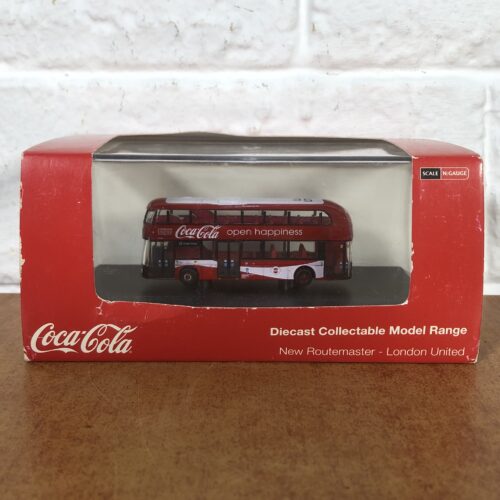 SCALE N:GAUGE
Coca-Cola open happiness
Coca-Cola
Diecast Collectable Model Range
New Routemaster - London United